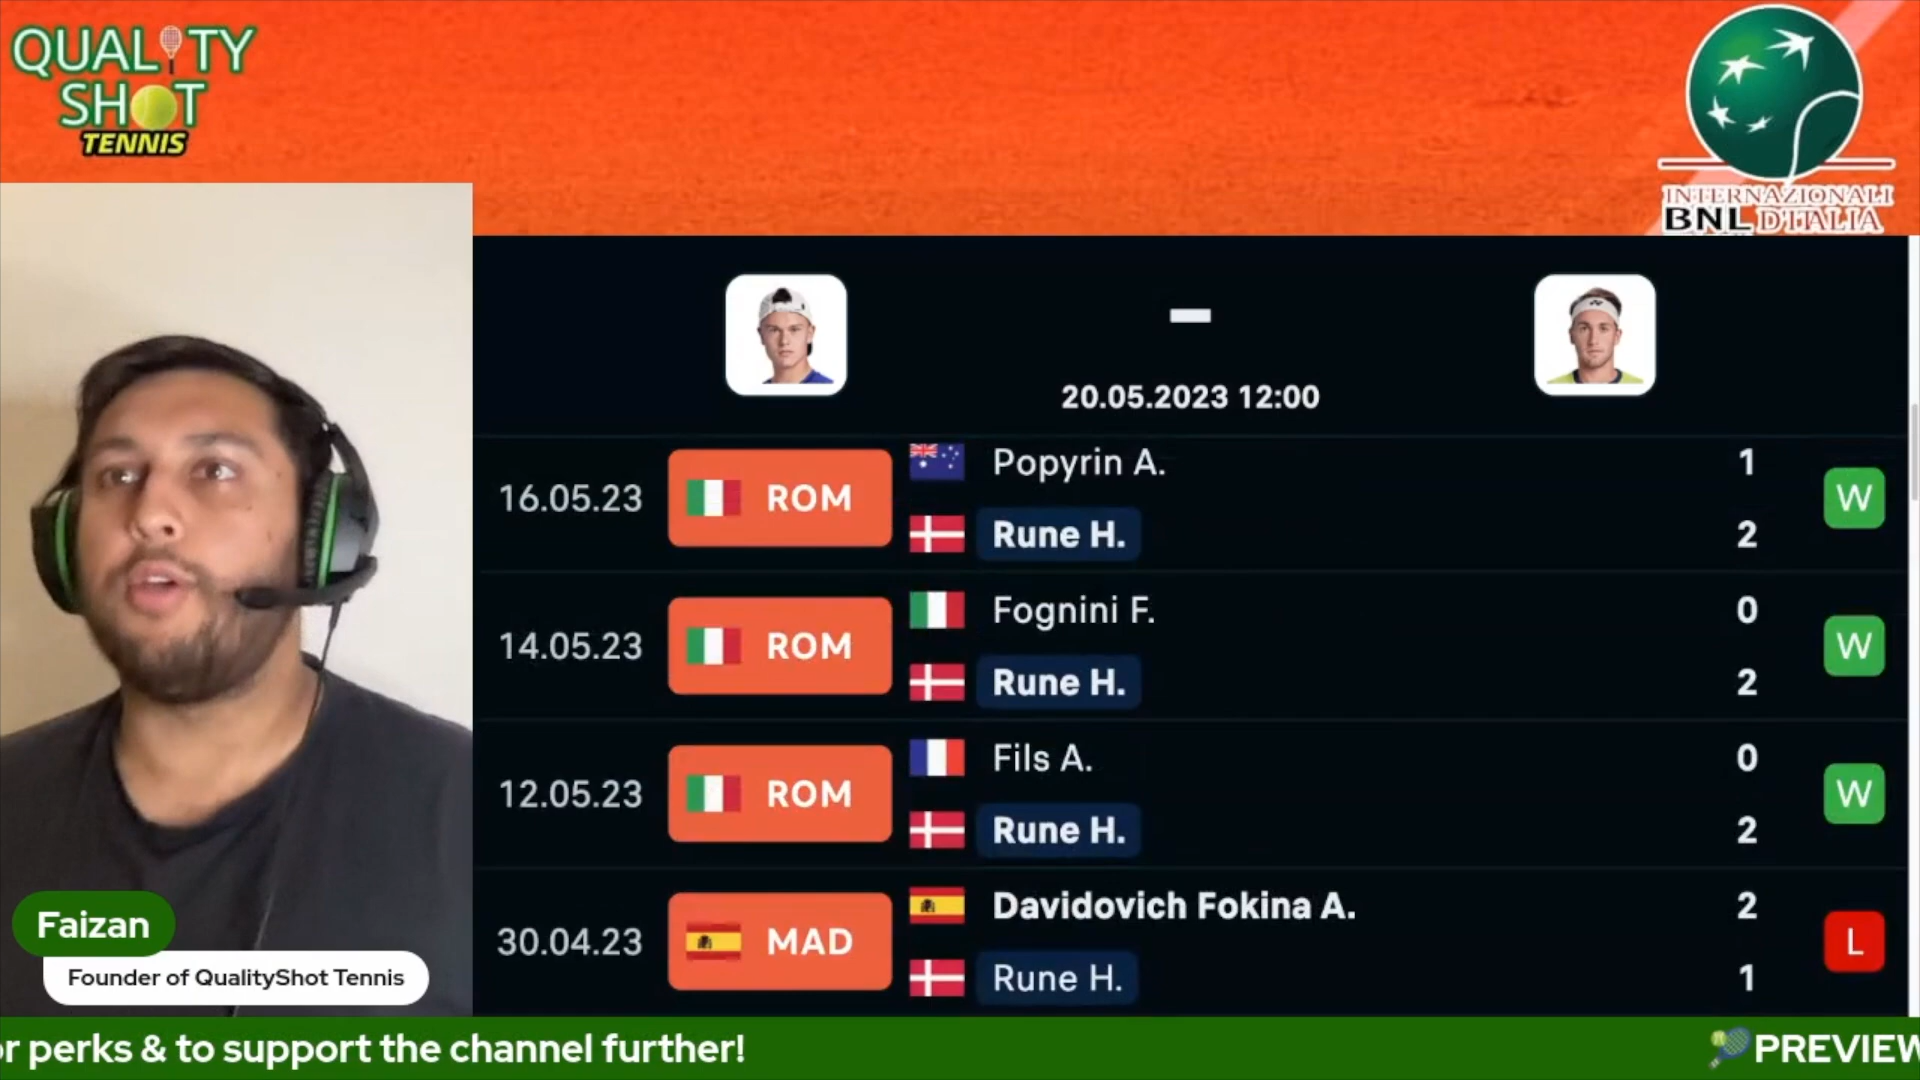 QUALITY
SHOT
TENNIS
INTERNAZIONALI
BNL D'ITALIA
20.05.2023 12:00
16.05.23 ROM Popyrin A. 1 W
Rune H. 2
14.05.23 ROM Fognini F. 0 W
Rune H. 2
12.05.23 ROM Fils A. 0 W
Rune H. 2
30.04.23 MAD Davidovich Fokina A. 2 L
Rune H. 1
Faizan
Founder of QualityShot Tennis
or perks & to support the channel further! PREVIEW